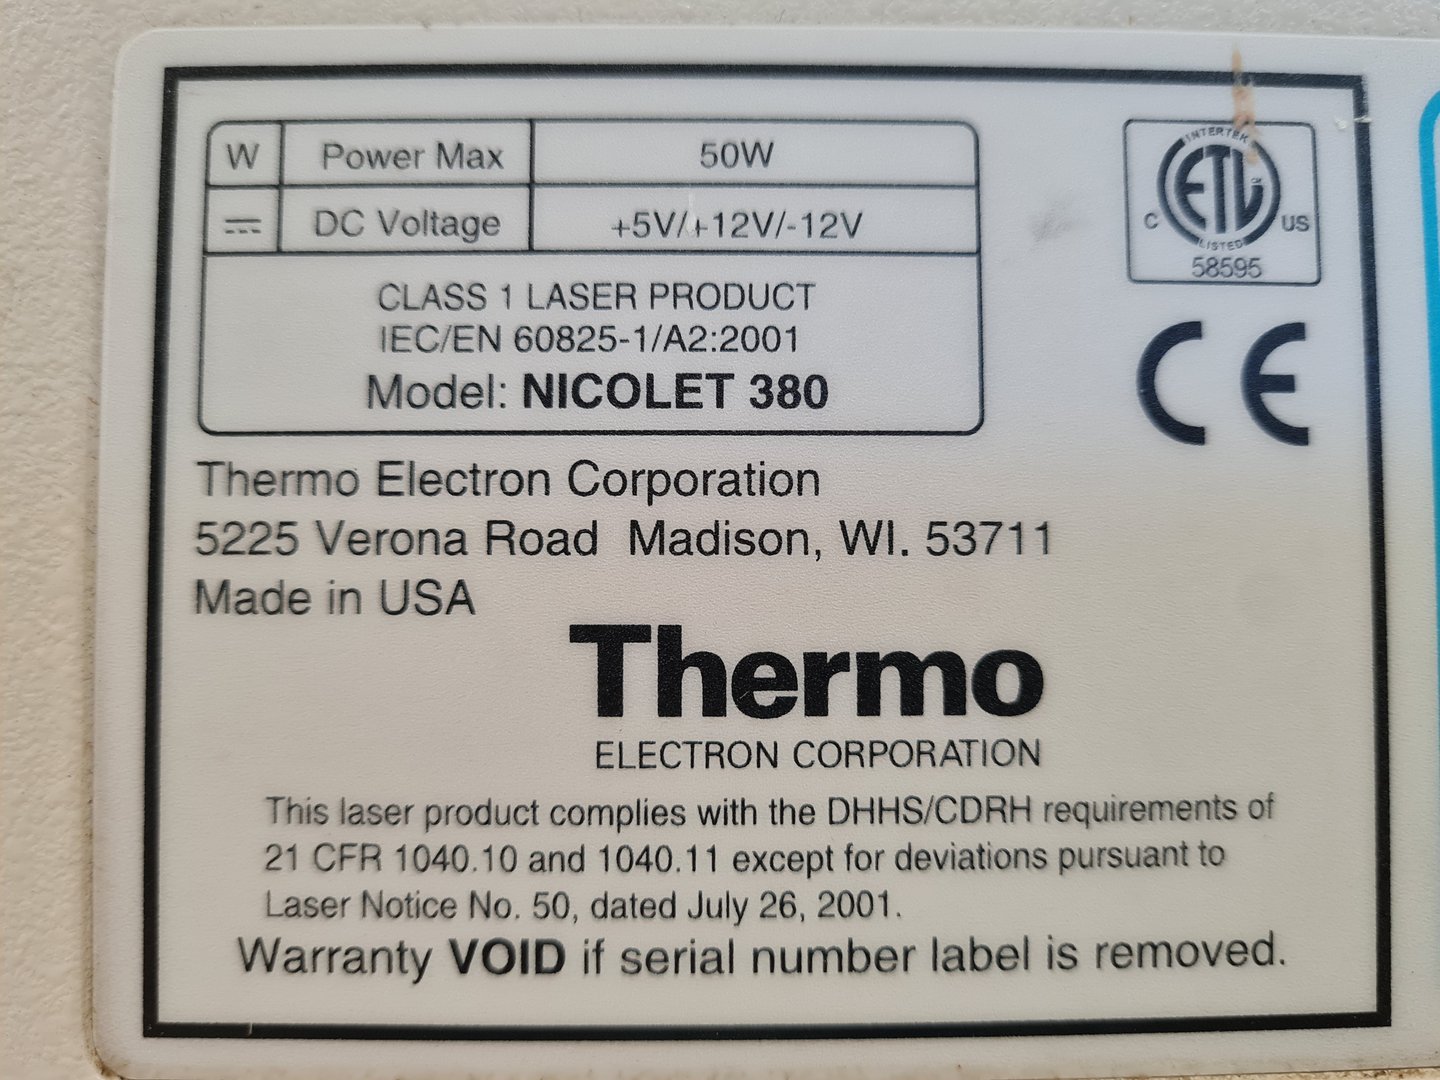 W Power Max 50W
DC Voltage +5V/+12V/-12V
CLASS 1 LASER PRODUCT
IEC/EN 60825-1/A2:2001
Model: NICOLET 380
INTERTEK
ETL
C US
LISTED
58595
CE
Thermo Electron Corporation
5225 Verona Road Madison, WI. 53711
Made in USA
Thermo
ELECTRON CORPORATION
This laser product complies with the DHHS/CDRH requirements of
21 CFR 1040.10 and 1040.11 except for deviations pursuant to
Laser Notice No. 50, dated July 26, 2001.
Warranty VOID if serial number label is removed.